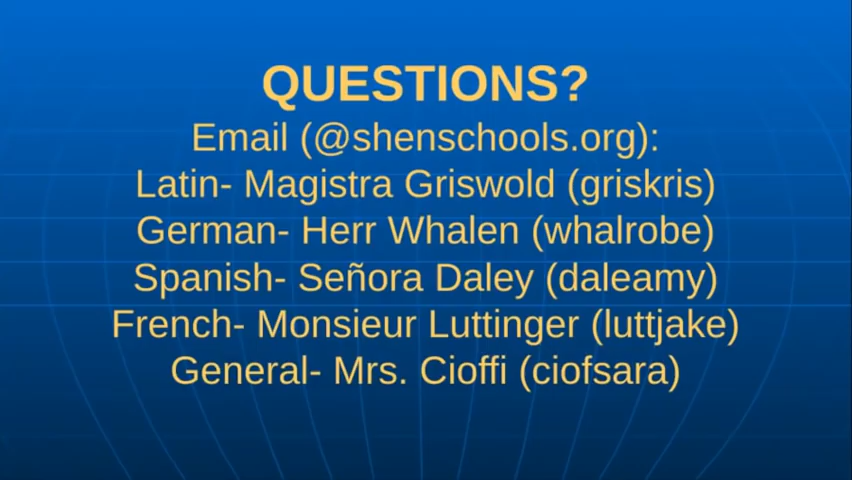 QUESTIONS?
Email (@shenschools.org):
Latin- Magistra Griswold (griskris)
German- Herr Whalen (whalrobe)
Spanish- Señora Daley (daleamy)
French- Monsieur Luttinger (luttjake)
General- Mrs. Cioffi (ciofsara)